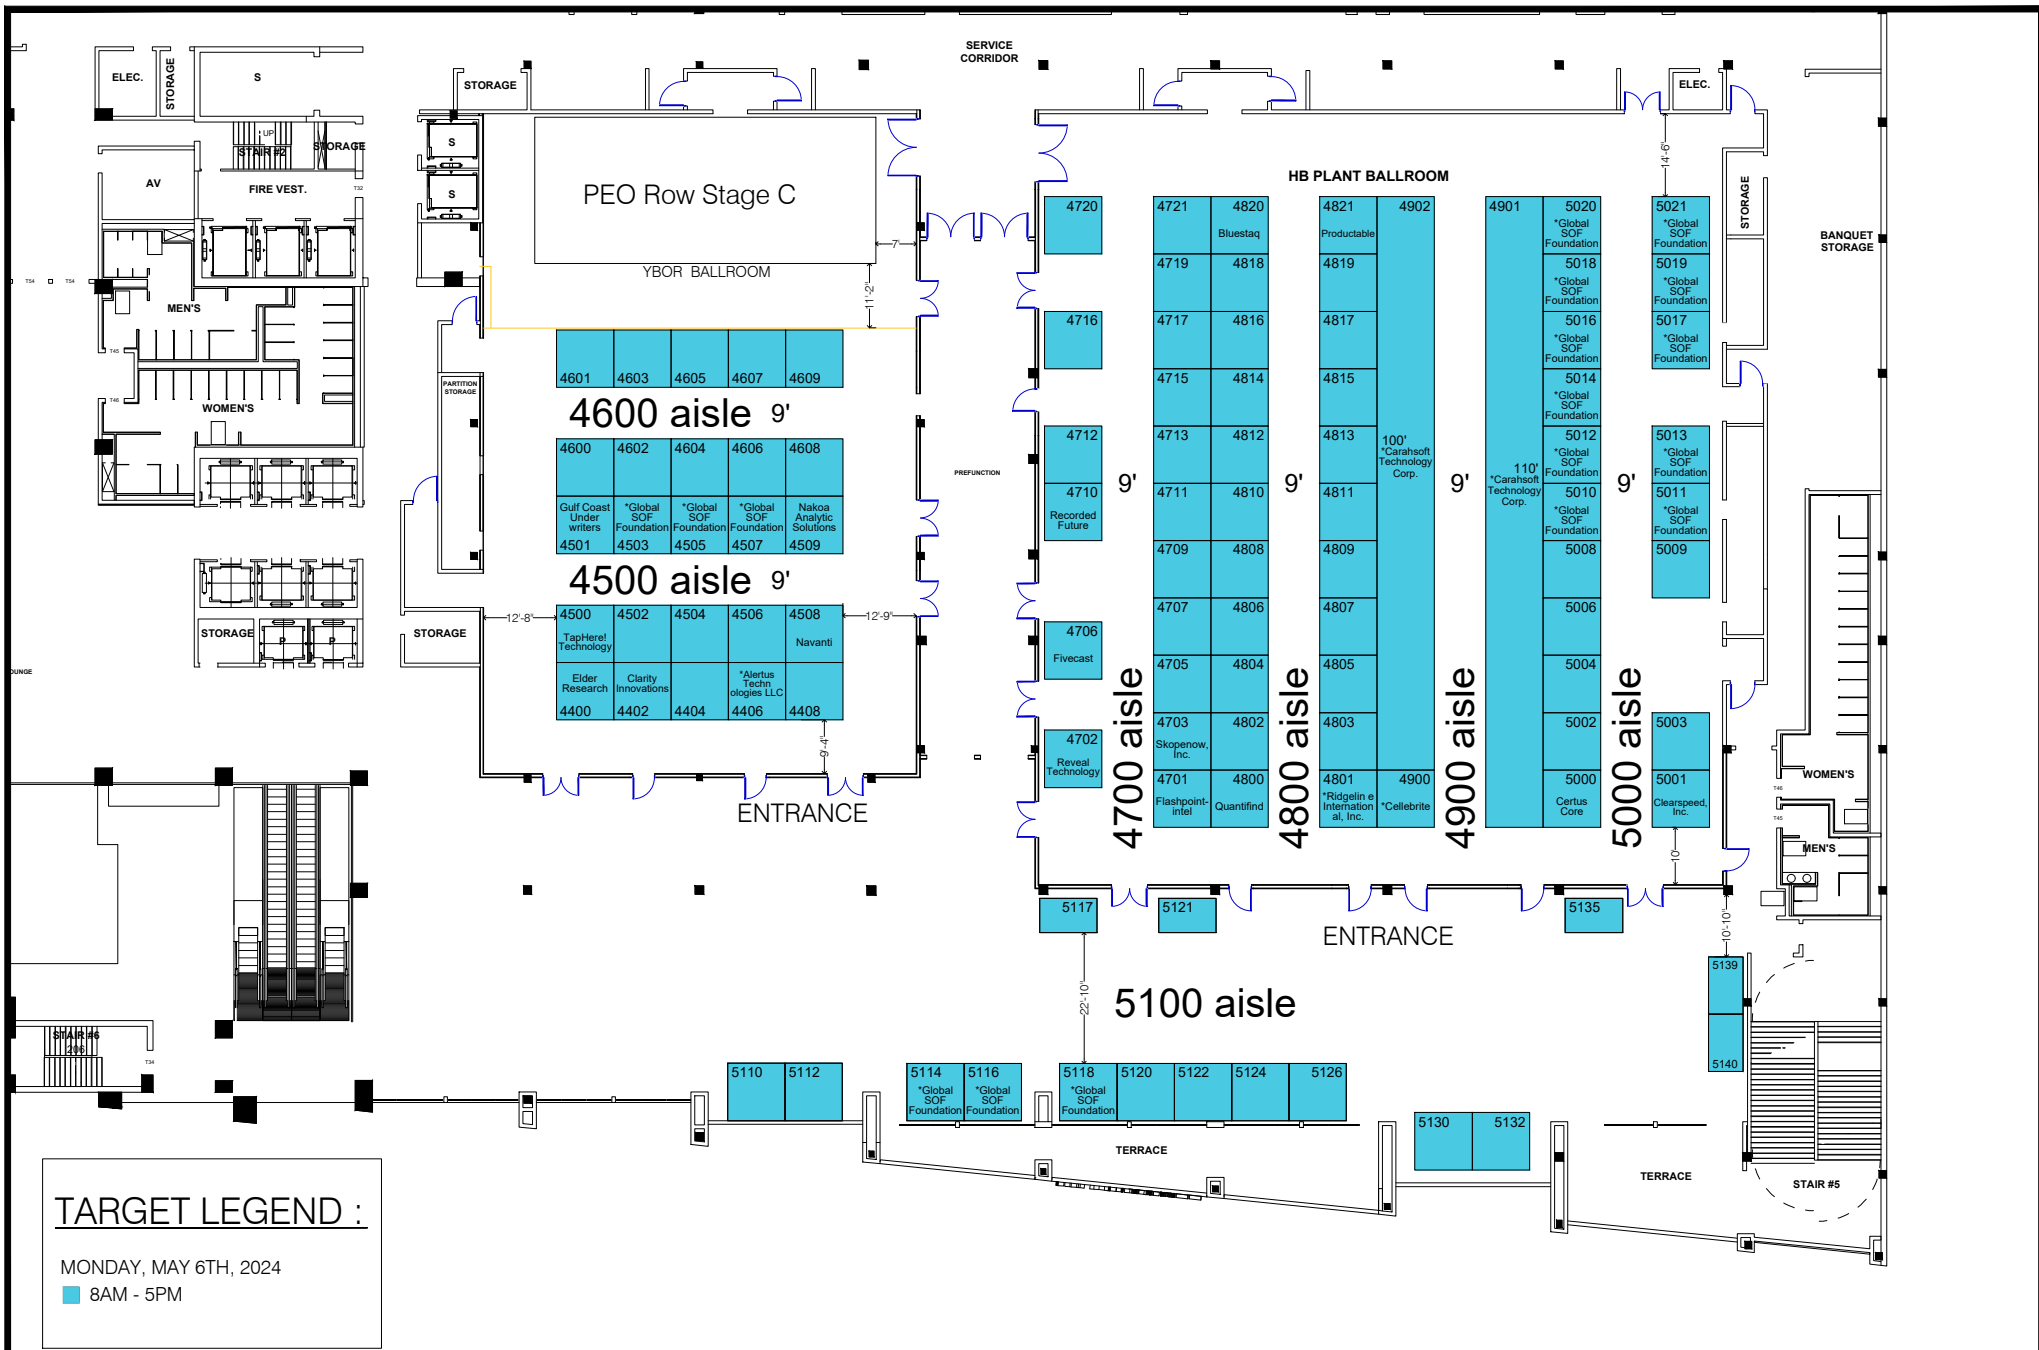 SERVICE
CORRIDOR
ELEC.
STORAGE
S
STORAGE
ELEC.
UP
STAIR #2
STORAGE
AV
FIRE VEST.
T32
S
S
PEO Row Stage C
7'
YBOR BALLROOM
11'-2"
HB PLANT BALLROOM
14'-6"
STORAGE
BANQUET
STORAGE
T54
T54
MEN'S
T45
T46
WOMEN'S
PARTITION
STORAGE
4601
4603
4605
4607
4609
4600 aisle 9'
4600
4602
4604
4606
4608
Gulf Coast
Under
writers
4501
*Global
SOF
Foundation
4503
*Global
SOF
Foundation
4505
*Global
SOF
Foundation
4507
Nakoa
Analytic
Solutions
4509
4500 aisle 9'
12'-8"
4500
TapHere!
Technology
4502
4504
4506
4508
Navanti
12'-9"
Elder
Research
4400
Clarity
Innovations
4402
4404
*Alertus
Techn
ologies LLC
4406
4408
9'-4"
ENTRANCE
PREFUNCTION
STORAGE
P
P
STORAGE
OUNGE
4720
4716
4712
4710
Recorded
Future
4706
Fivecast
4702
Reveal
Technology
9'
4700 aisle
4721
4719
4717
4715
4713
4711
4709
4707
4705
4703
Skopenow,
Inc.
4701
Flashpoint-
intel
4820
Bluestaq
4818
4816
4814
4812
4810
4808
4806
4804
4802
4800
Quantifind
9'
4800 aisle
4821
Productable
4819
4817
4815
4813
4811
4809
4807
4805
4803
4801
*Ridgelin e
Internation
al, Inc.
4902
100'
*Carahsoft
Technology
Corp.
4900
*Cellebrite
9'
4900 aisle
4901
110'
*Carahsoft
Technology
Corp.
5020
*Global
SOF
Foundation
5018
*Global
SOF
Foundation
5016
*Global
SOF
Foundation
5014
*Global
SOF
Foundation
5012
*Global
SOF
Foundation
5010
*Global
SOF
Foundation
5008
5006
5004
5002
5000
Certus
Core
9'
5000 aisle
5021
*Global
SOF
Foundation
5019
*Global
SOF
Foundation
5017
*Global
SOF
Foundation
5013
*Global
SOF
Foundation
5011
*Global
SOF
Foundation
5009
5003
5001
Clearspeed,
Inc.
10'
WOMEN'S
T46
T45
MEN'S
5117
5121
5135
ENTRANCE
10'-10"
5139
5140
22'-10"
5100 aisle
STAIR #6
206
T34
5110
5112
5114
*Global
SOF
Foundation
5116
*Global
SOF
Foundation
5118
*Global
SOF
Foundation
5120
5122
5124
5126
5130
5132
TERRACE
TERRACE
STAIR #5
TARGET LEGEND :
MONDAY, MAY 6TH, 2024
8AM - 5PM